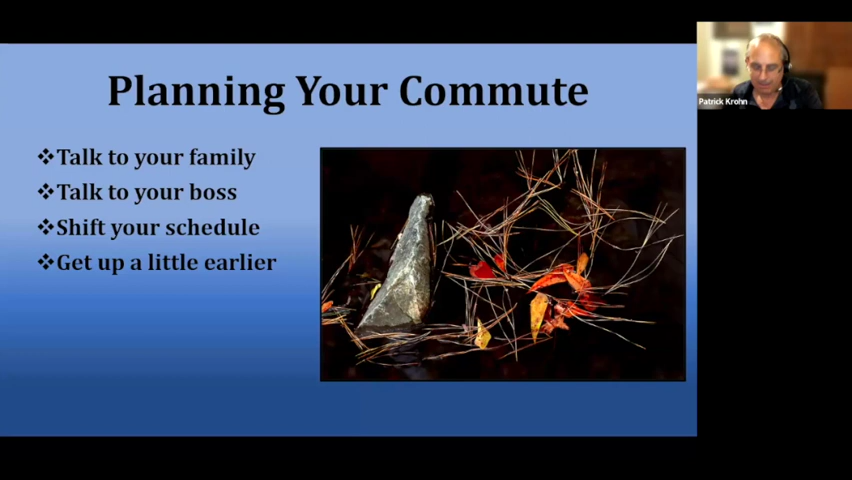 Planning Your Commute
❖Talk to your family
❖Talk to your boss
❖Shift your schedule
❖Get up a little earlier
Patrick Krohn